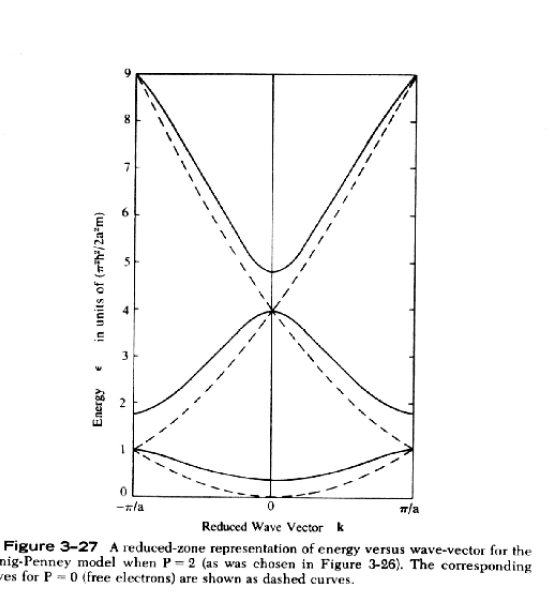 9
8
7
6
5
4
3
2
1
0
Energy ϵ in units of (π²ħ²/2a²m)
−π/a
0
π/a
Reduced Wave Vector k
Figure 3–27 A reduced-zone representation of energy versus wave-vector for the
nig-Penney model when P = 2 (as was chosen in Figure 3-26). The corresponding
ves for P = 0 (free electrons) are shown as dashed curves.